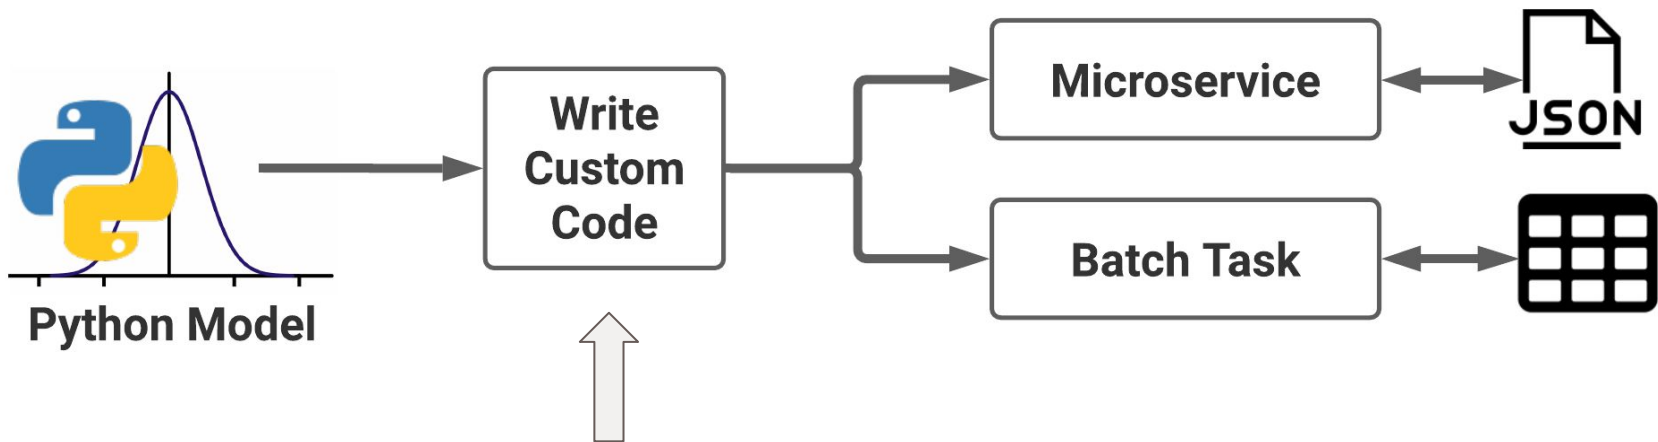 Python Model
Write
Custom
Code
Microservice
JSON
Batch Task